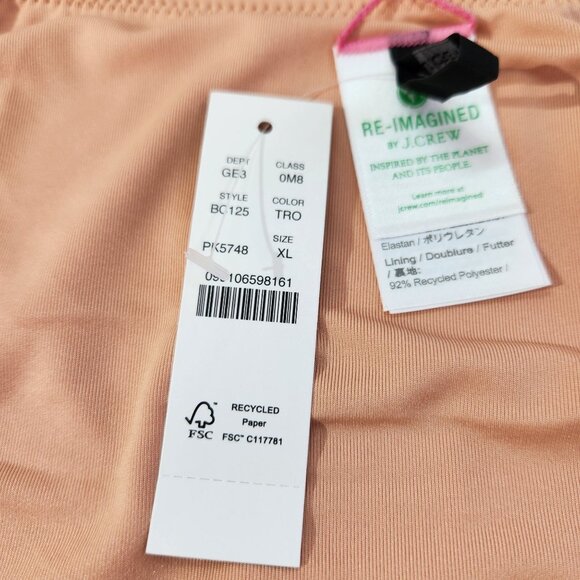 DEPT CLASS
GE3 0M8
STYLE COLOR
BC125 TRO
SIZE
PK5748 XL
106598161
FSC
RECYCLED
Paper
FSC™ C117781
RE-IMAGINED
BY J.CREW
INSPIRED BY THE PLANET
AND ITS PEOPLE.
Learn more at
jcrew.com/reimagined
Elastan / ポリウレタン
Lining / Doublure / Futter
/ 裏地:
92% Recycled Polyester /